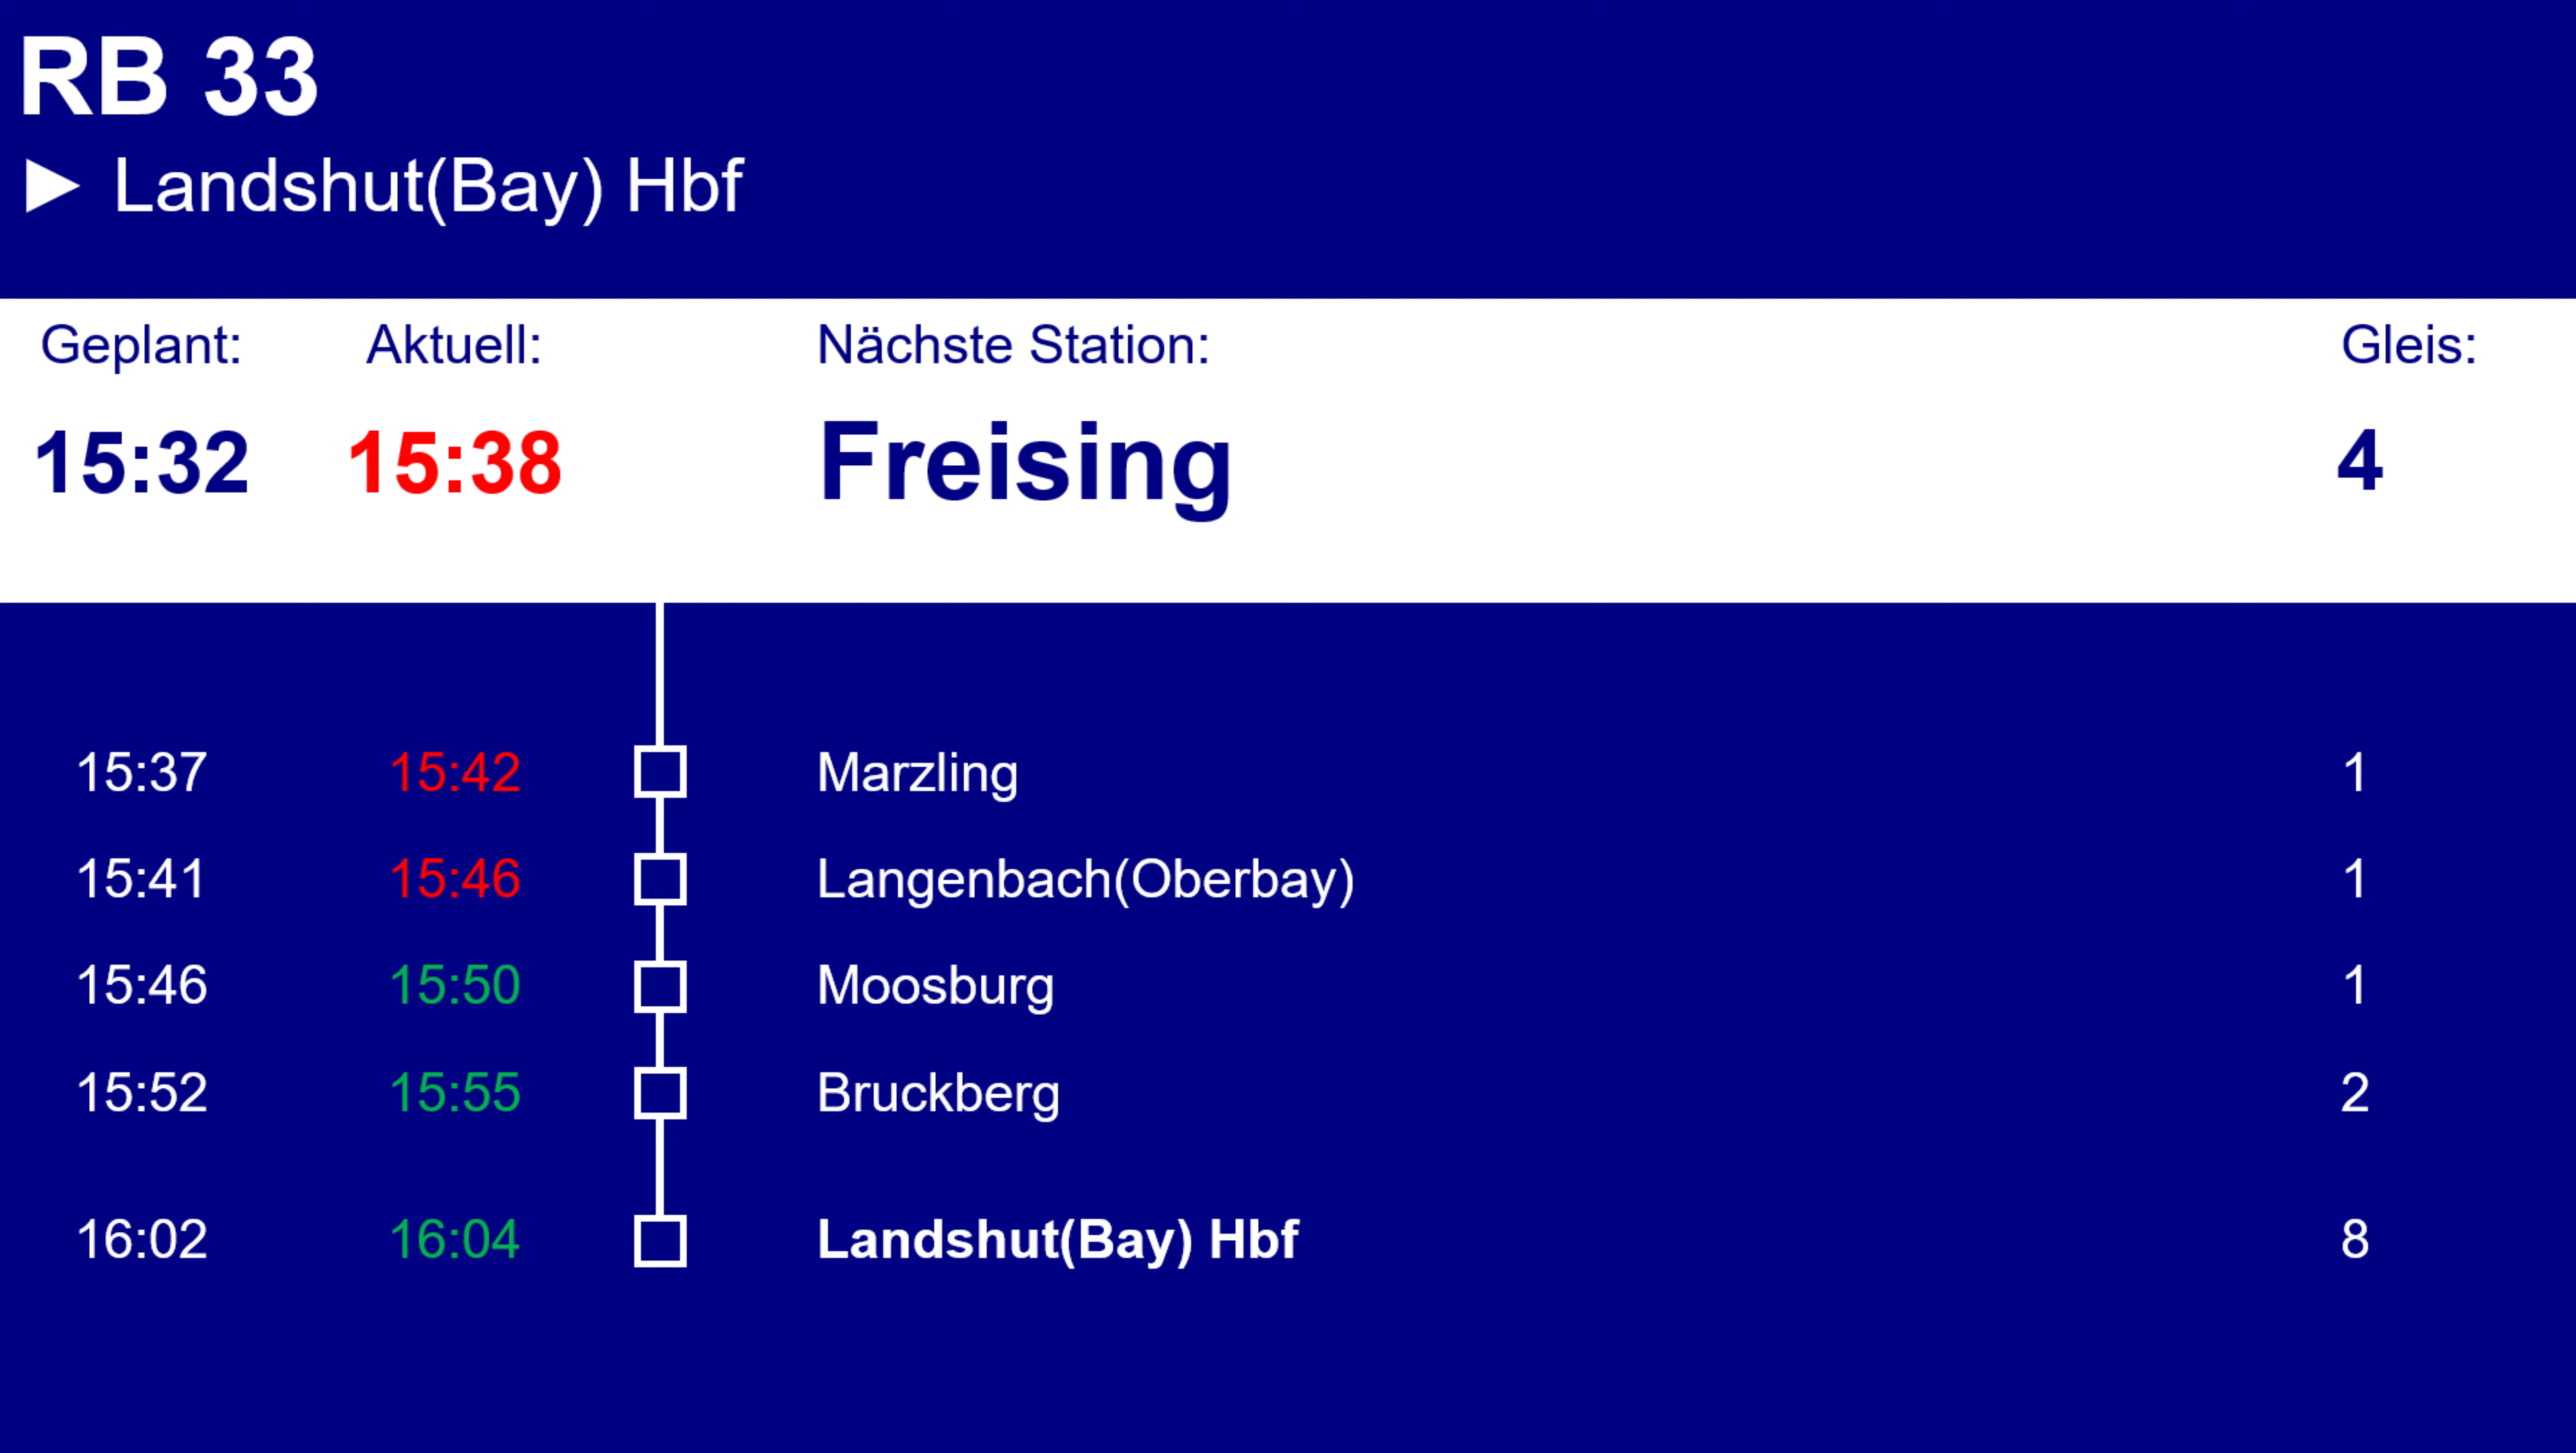 RB 33
► Landshut(Bay) Hbf
Geplant: Aktuell: Nächste Station: Gleis:
15:32 15:38 Freising 4
15:37 15:42 Marzling 1
15:41 15:46 Langenbach(Oberbay) 1
15:46 15:50 Moosburg 1
15:52 15:55 Bruckberg 2
16:02 16:04 Landshut(Bay) Hbf 8